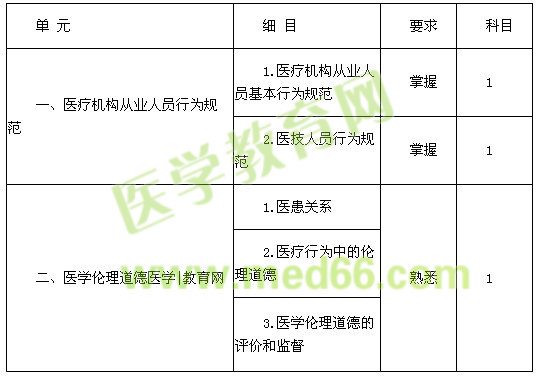 单 元 细 目 要求 科目
一、医疗机构从业人员行为规
范
1.医疗机构从业人
员基本行为规范
掌握 1
2.医技人员行为规
范
掌握 1
二、医学伦理道德医学|教育网
1.医患关系
2.医疗行为中的伦
理道德
3.医学伦理道德的
评价和监督
熟悉 1
医学教育网
www.med66.com